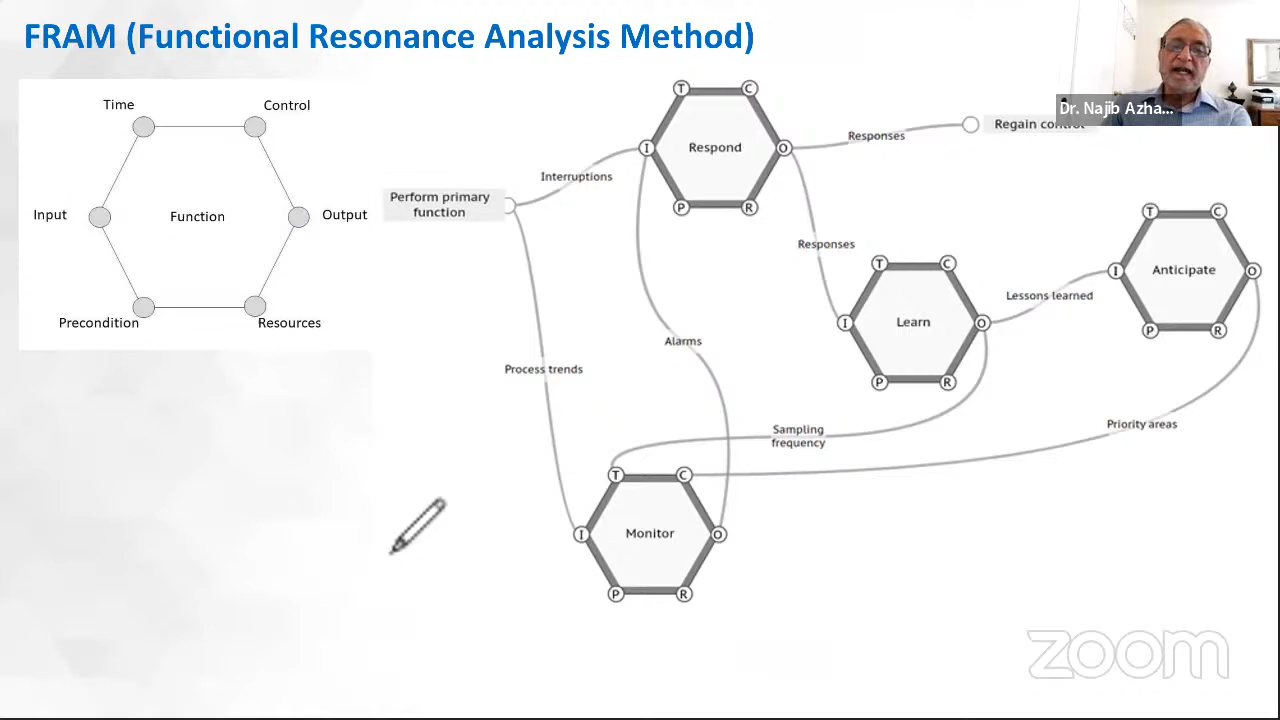 FRAM (Functional Resonance Analysis Method)
Dr. Najib Azha...
Time
Control
Input
Function
Output
Precondition
Resources
Perform primary
function
Interruptions
Process trends
T
C
I
Respond
O
P
R
Responses
Regain control
Responses
Alarms
T
C
I
Learn
O
P
R
Lessons learned
T
C
I
Anticipate
O
P
R
Sampling
frequency
Priority areas
T
C
I
Monitor
O
P
R
zoom